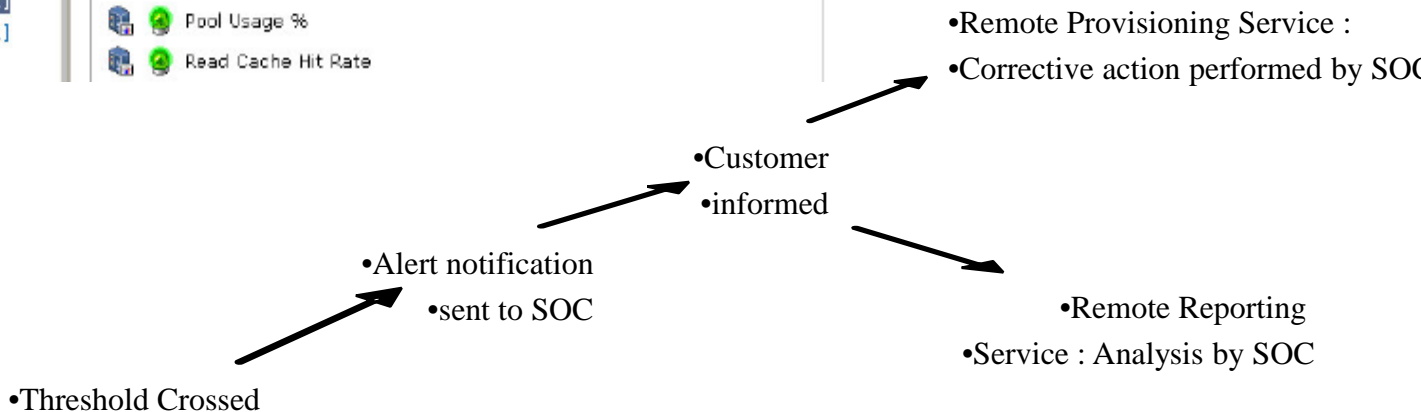 ]
Pool Usage %
]
Read Cache Hit Rate
•Remote Provisioning Service :
•Corrective action performed by SOC
•Customer
•informed
•Alert notification
•sent to SOC
•Remote Reporting
•Service : Analysis by SOC
•Threshold Crossed